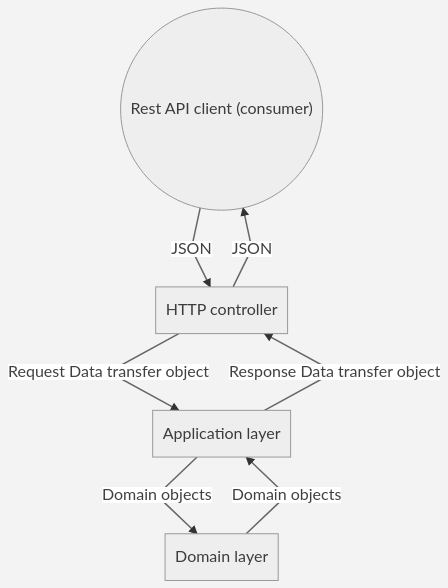 Rest API client (consumer)
JSON
JSON
HTTP controller
Request Data transfer object
Response Data transfer object
Application layer
Domain objects
Domain objects
Domain layer